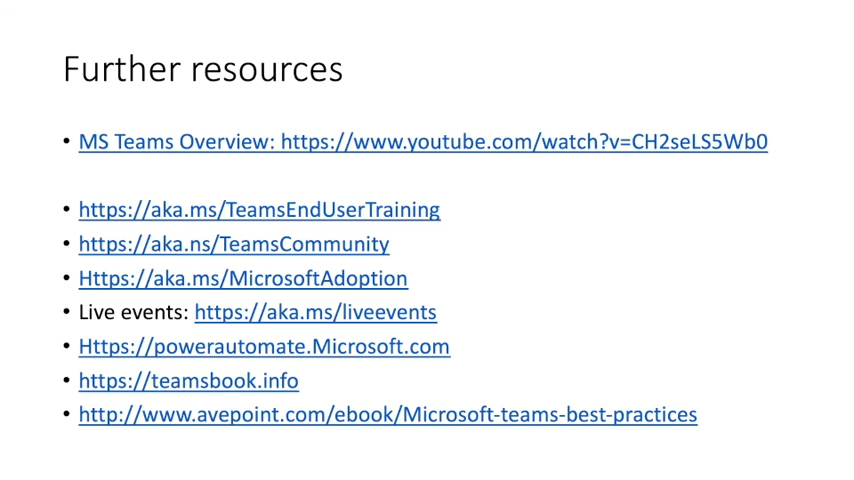 Further resources
• MS Teams Overview: https://www.youtube.com/watch?v=CH2seLS5Wb0
• https://aka.ms/TeamsEndUserTraining
• https://aka.ns/TeamsCommunity
• Https://aka.ms/MicrosoftAdoption
• Live events: https://aka.ms/liveevents
• Https://powerautomate.Microsoft.com
• https://teamsbook.info
• http://www.avepoint.com/ebook/Microsoft-teams-best-practices